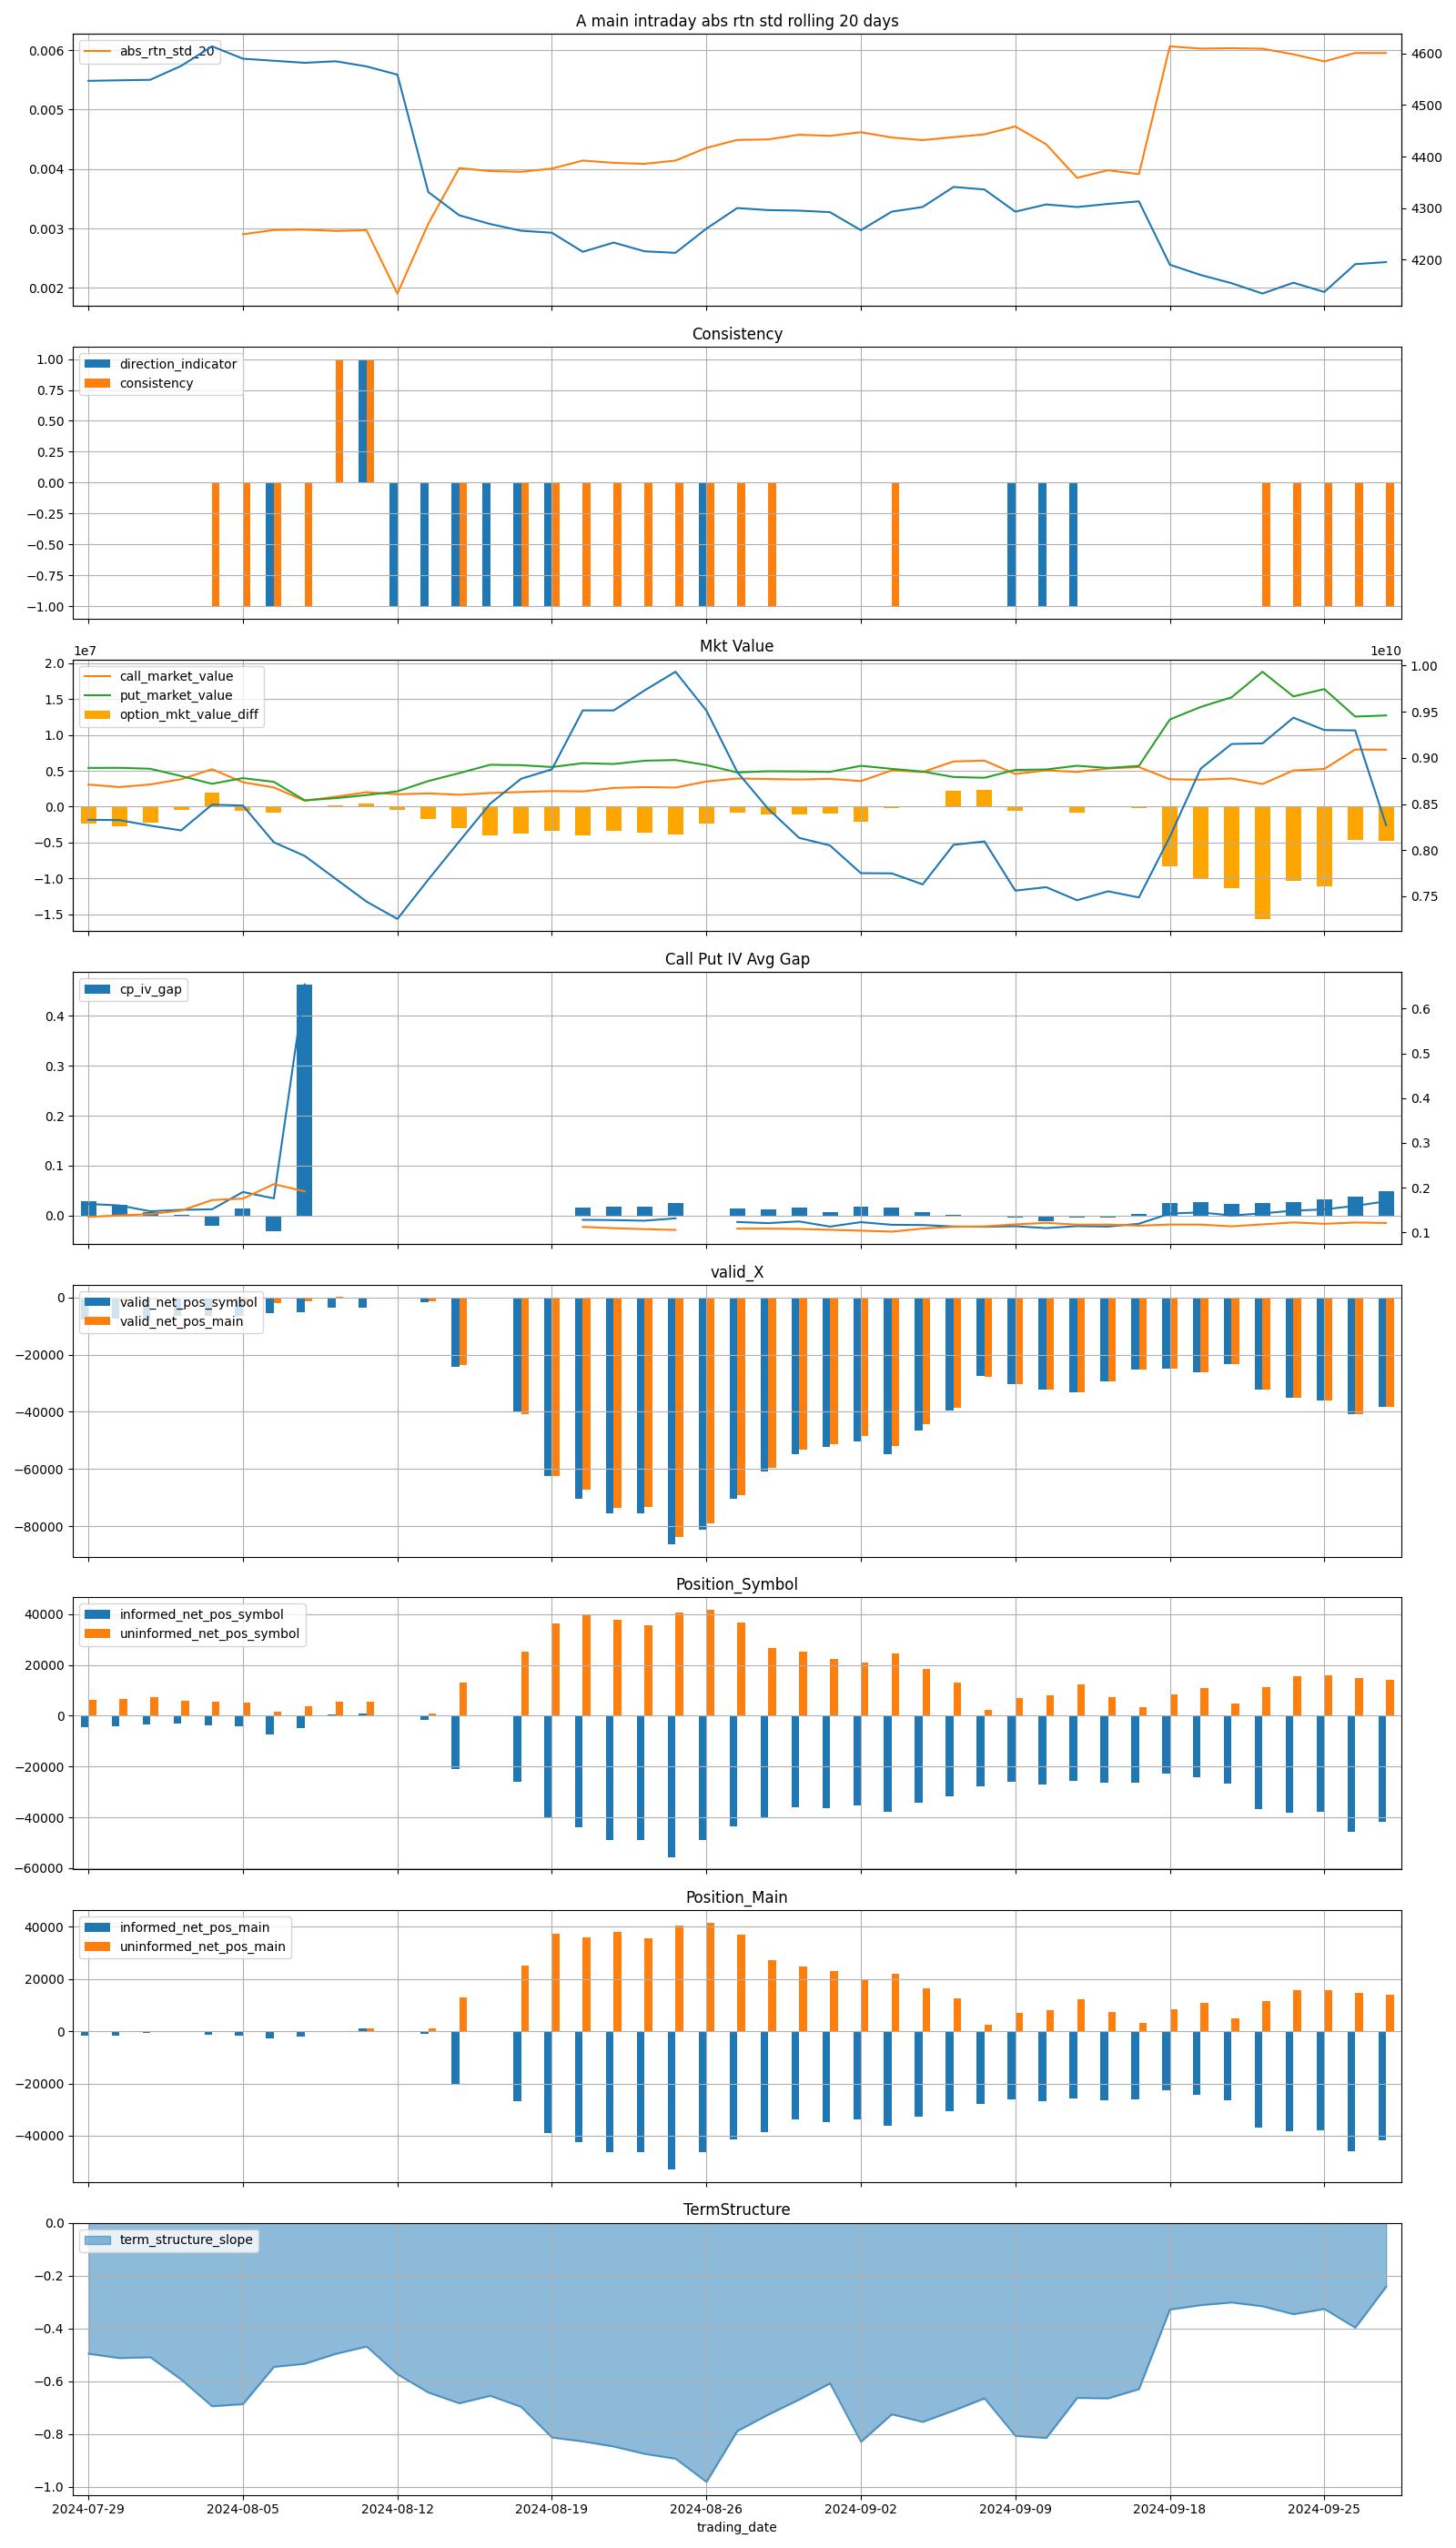 A main intraday abs rtn std rolling 20 days
abs_rtn_std_20
0.006
0.005
0.004
0.003
0.002
4600
4500
4400
4300
4200
Consistency
direction_indicator
consistency
1.00
0.75
0.50
0.25
0.00
−0.25
−0.50
−0.75
−1.00
Mkt Value
1e7
1e10
call_market_value
put_market_value
option_mkt_value_diff
2.0
1.5
1.0
0.5
0.0
−0.5
−1.0
−1.5
1.00
0.95
0.90
0.85
0.80
0.75
Call Put IV Avg Gap
cp_iv_gap
0.4
0.3
0.2
0.1
0.0
0.6
0.5
0.4
0.3
0.2
0.1
valid_X
valid_net_pos_symbol
valid_net_pos_main
0
−20000
−40000
−60000
−80000
Position_Symbol
informed_net_pos_symbol
uninformed_net_pos_symbol
40000
20000
0
−20000
−40000
−60000
Position_Main
informed_net_pos_main
uninformed_net_pos_main
40000
20000
0
−20000
−40000
TermStructure
term_structure_slope
0.0
−0.2
−0.4
−0.6
−0.8
−1.0
2024-07-29 2024-08-05 2024-08-12 2024-08-19 2024-08-26 2024-09-02 2024-09-09 2024-09-18 2024-09-25
trading_date